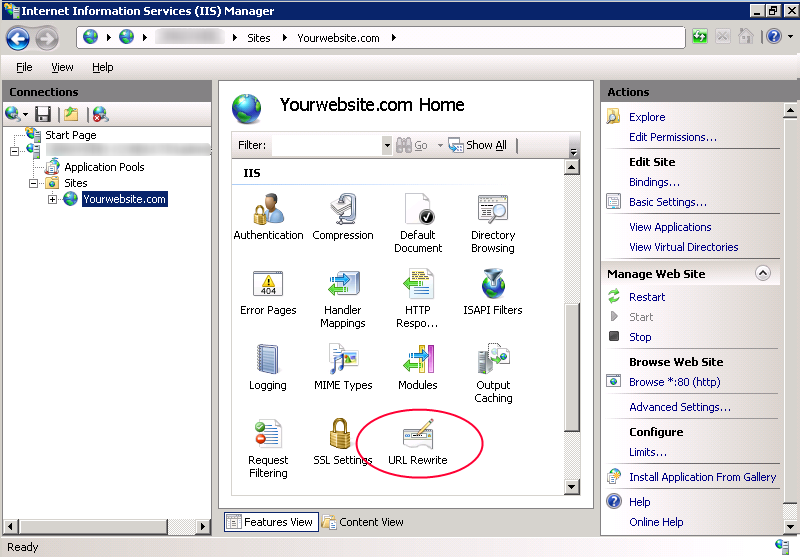 Internet Information Services (IIS) Manager
Sites Yourwebsite.com
File View Help
Connections
Start Page
Application Pools
Sites
Yourwebsite.com
Yourwebsite.com Home
Filter: Go Show All
IIS
Authentication Compression Default Document Directory Browsing
Error Pages Handler Mappings HTTP Respo... ISAPI Filters
404
Logging MIME Types Modules Output Caching
Request Filtering SSL Settings URL Rewrite
Features View Content View
Actions
Explore
Edit Permissions...
Edit Site
Bindings...
Basic Settings...
View Applications
View Virtual Directories
Manage Web Site
Restart
Start
Stop
Browse Web Site
Browse *:80 (http)
Advanced Settings...
Configure
Limits...
Install Application From Gallery
Help
Online Help
Ready